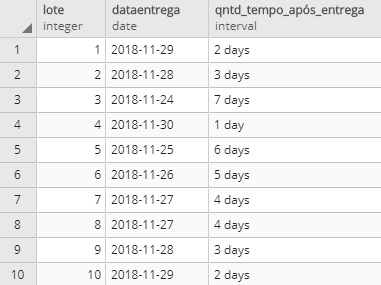 lote dataentrega qntd_tempo_após_entrega
integer date interval
1 1 2018-11-29 2 days
2 2 2018-11-28 3 days
3 3 2018-11-24 7 days
4 4 2018-11-30 1 day
5 5 2018-11-25 6 days
6 6 2018-11-26 5 days
7 7 2018-11-27 4 days
8 8 2018-11-27 4 days
9 9 2018-11-28 3 days
10 10 2018-11-29 2 days